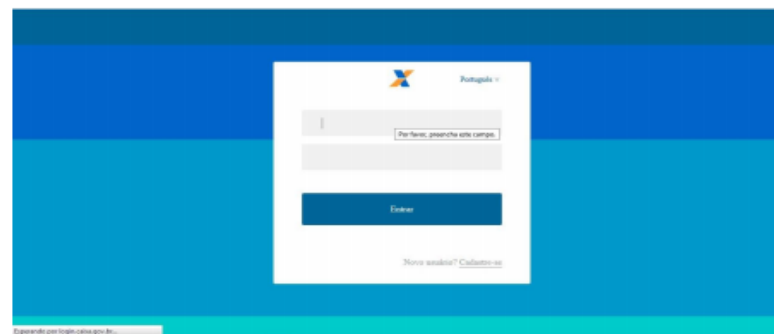 Português
Por favor, preencha este campo.
Entrar
Novo usuário? Cadastre-se
Esperando por login.caixa.gov.br...